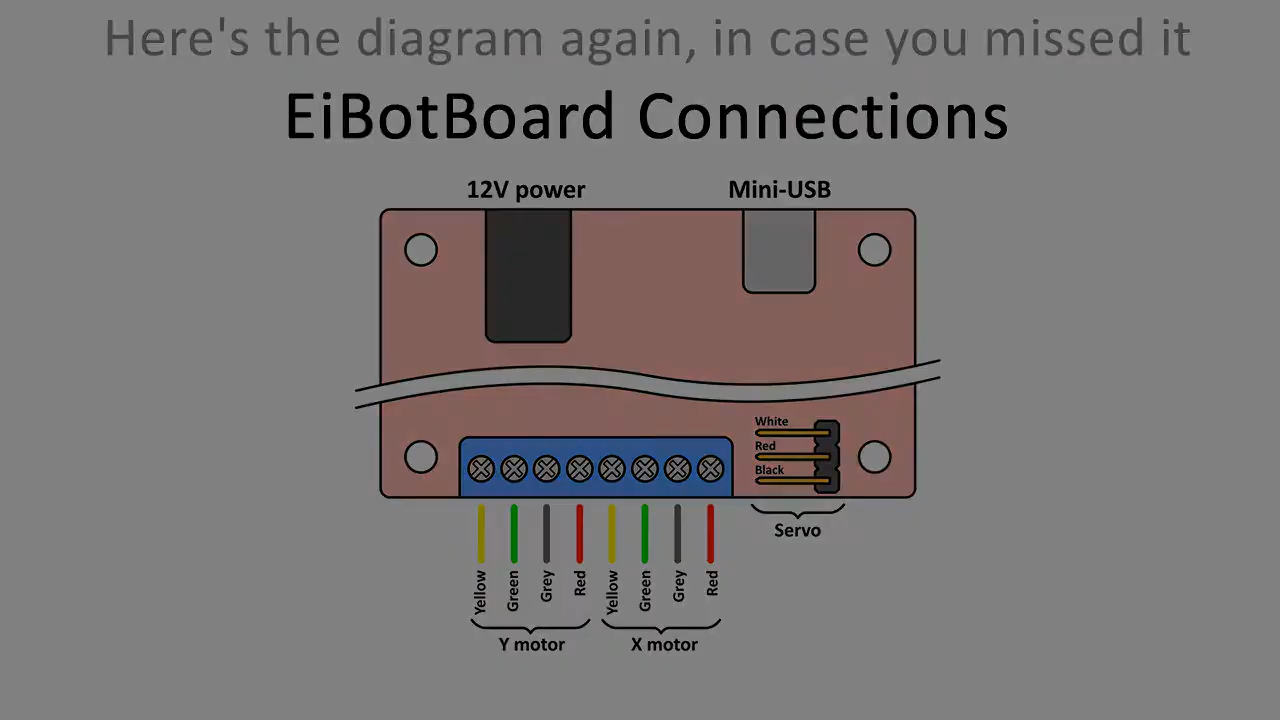 Here's the diagram again, in case you missed it
EiBotBoard Connections
12V power
Mini-USB
White
Red
Black
Servo
Yellow
Green
Grey
Red
Yellow
Green
Grey
Red
Y motor
X motor